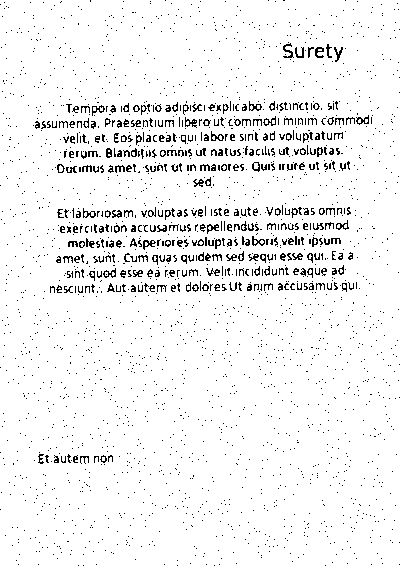 Surety
Tempora id optio adipisci explicabo. distinctio. sit
assumenda. Praesentium libero ut commodi minim commodi
velit, et. Eos placeat qui labore sint ad voluptatum
rerum. Blanditiis omnis ut natus facilis ut voluptas.
Ducimus amet, sunt ut in maiores. Quis irure ut sit ut
sed.
Et laboriosam, voluptas vel iste aute. Voluptas omnis
exercitation accusamus repellendus. minus eiusmod
molestiae. Asperiores voluptas laboris velit ipsum
amet, sunt. Cum quas quidem sed sequi esse qui. Ea a
sint quod esse ea rerum. Velit incididunt eaque ad
nesciunt. Aut autem et dolores Ut anim accusamus qui.
Et autem non